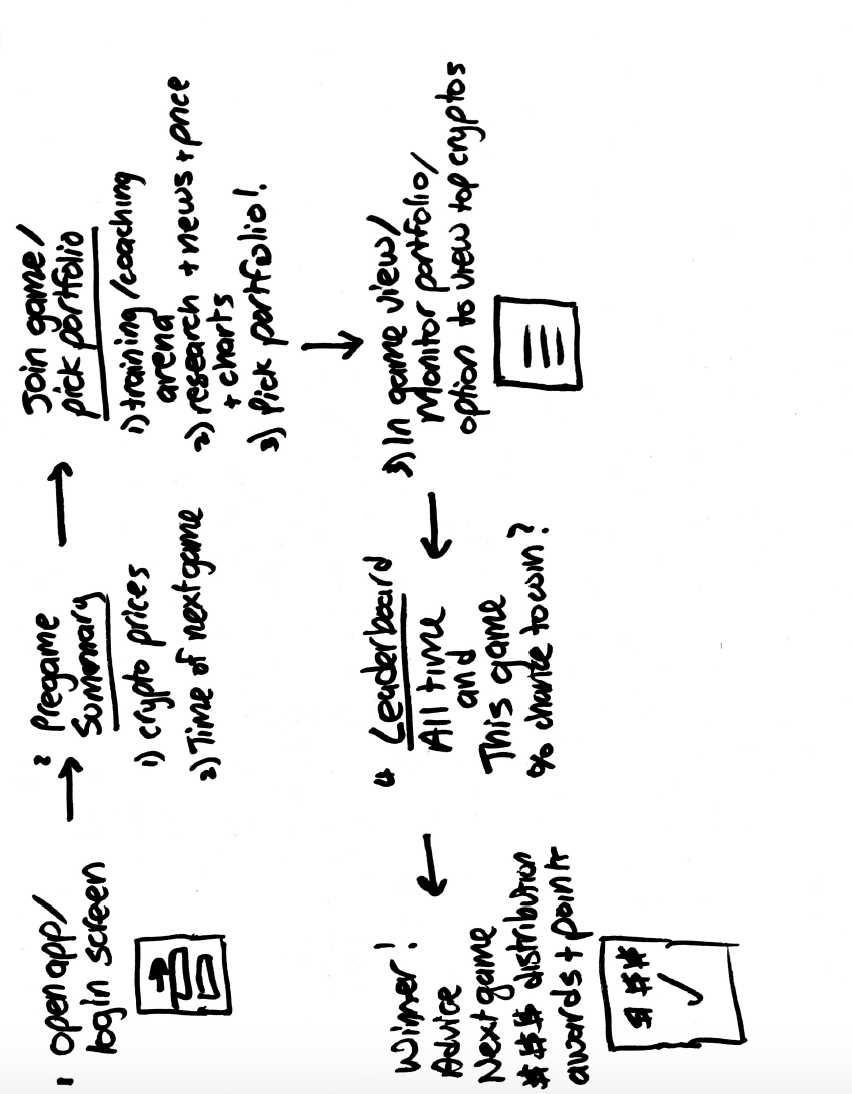 1 open app/
login screen
2 Pregame
Summary
1) crypto prices
2) Time of next game
Join game/
pick portfolio
1) training/coaching
arena
2) research + news + price
+ charts
3) Pick portfolio!
3) In game view/
Monitor portfolio/
option to view top cryptos
4 Leaderboard
All time
and
This game
% chance to win?
Winner!
Advice
Next game
$$$ distribution
awards + points
$$$